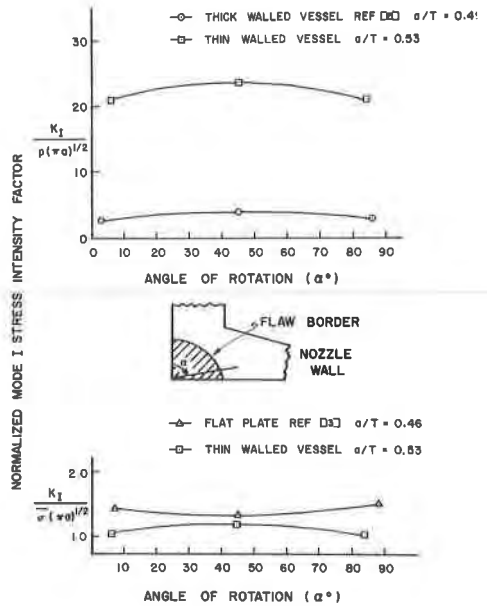 THICK WALLED VESSEL REF [2] a/T = 0.4
THIN WALLED VESSEL a/T = 0.53
30
20
10
0
K_I
p(πa)^1/2
0 10 20 30 40 50 60 70 80 90
ANGLE OF ROTATION (α°)
NORMALIZED MODE I STRESS INTENSITY FACTOR
FLAW BORDER
NOZZLE
WALL
α
FLAT PLATE REF [3] a/T = 0.46
THIN WALLED VESSEL a/T = 0.53
2.0
1.0
K_I
σ̄(πa)^1/2
10 20 30 40 50 60 70 80 90
ANGLE OF ROTATION (α°)